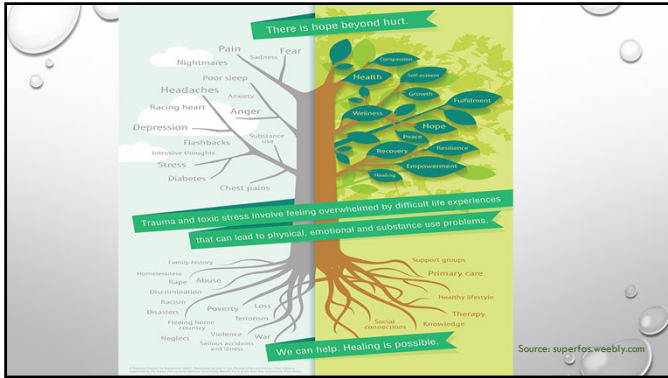 There is hope beyond hurt.
Pain
Fear
Sadness
Nightmares
Poor sleep
Headaches
Anxiety
Racing heart
Anger
Depression
Substance
use
Flashbacks
Intrusive thoughts
Stress
Diabetes
Chest pains
Compassion
Health
Self-esteem
Growth
Fulfillment
Wellness
Hope
Peace
Recovery
Resilience
Empowerment
Healing
Trauma and toxic stress involve feeling overwhelmed by difficult life experiences
that can lead to physical, emotional and substance use problems.
Family history
Homelessness
Rape
Abuse
Discrimination
Racism
Disasters
Poverty
Loss
Terrorism
Fleeing home
country
Violence
War
Neglect
Serious accidents
and illness
Support groups
Primary care
Healthy lifestyle
Therapy
Social
connections
Knowledge
We can help. Healing is possible.
Source: superfas.weebly.com